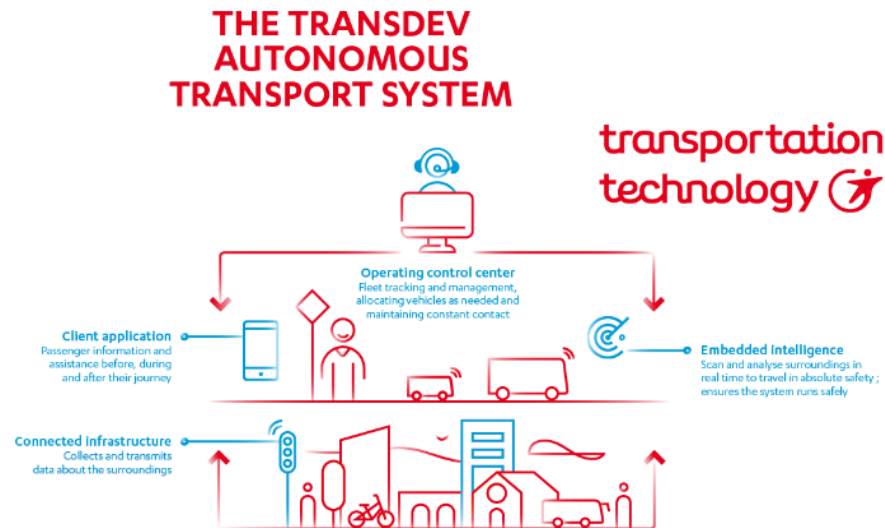 THE TRANSDEV
AUTONOMOUS
TRANSPORT SYSTEM
transportation
technology
Operating control center
Fleet tracking and management,
allocating vehicles as needed and
maintaining constant contact
Client application
Passenger information and
assistance before, during
and after their journey
Embedded intelligence
Scan and analyse surroundings in
real time to travel in absolute safety ;
ensures the system runs safely
Connected infrastructure
Collects and transmits
data about the surroundings